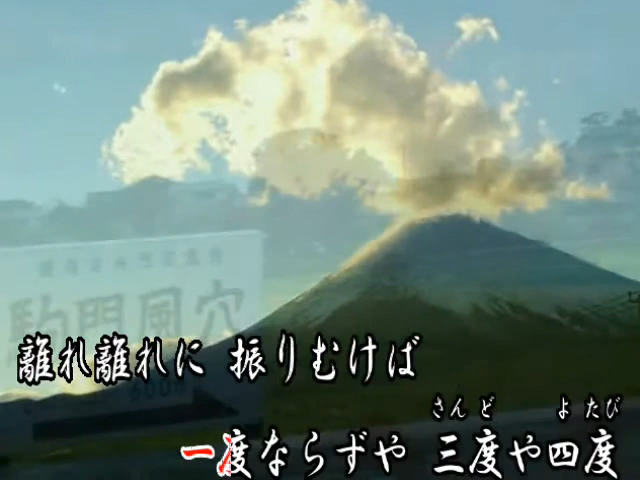 駒門風穴
離れ離れに 振りむけば
さんど よたび
一度ならずや 三度や四度